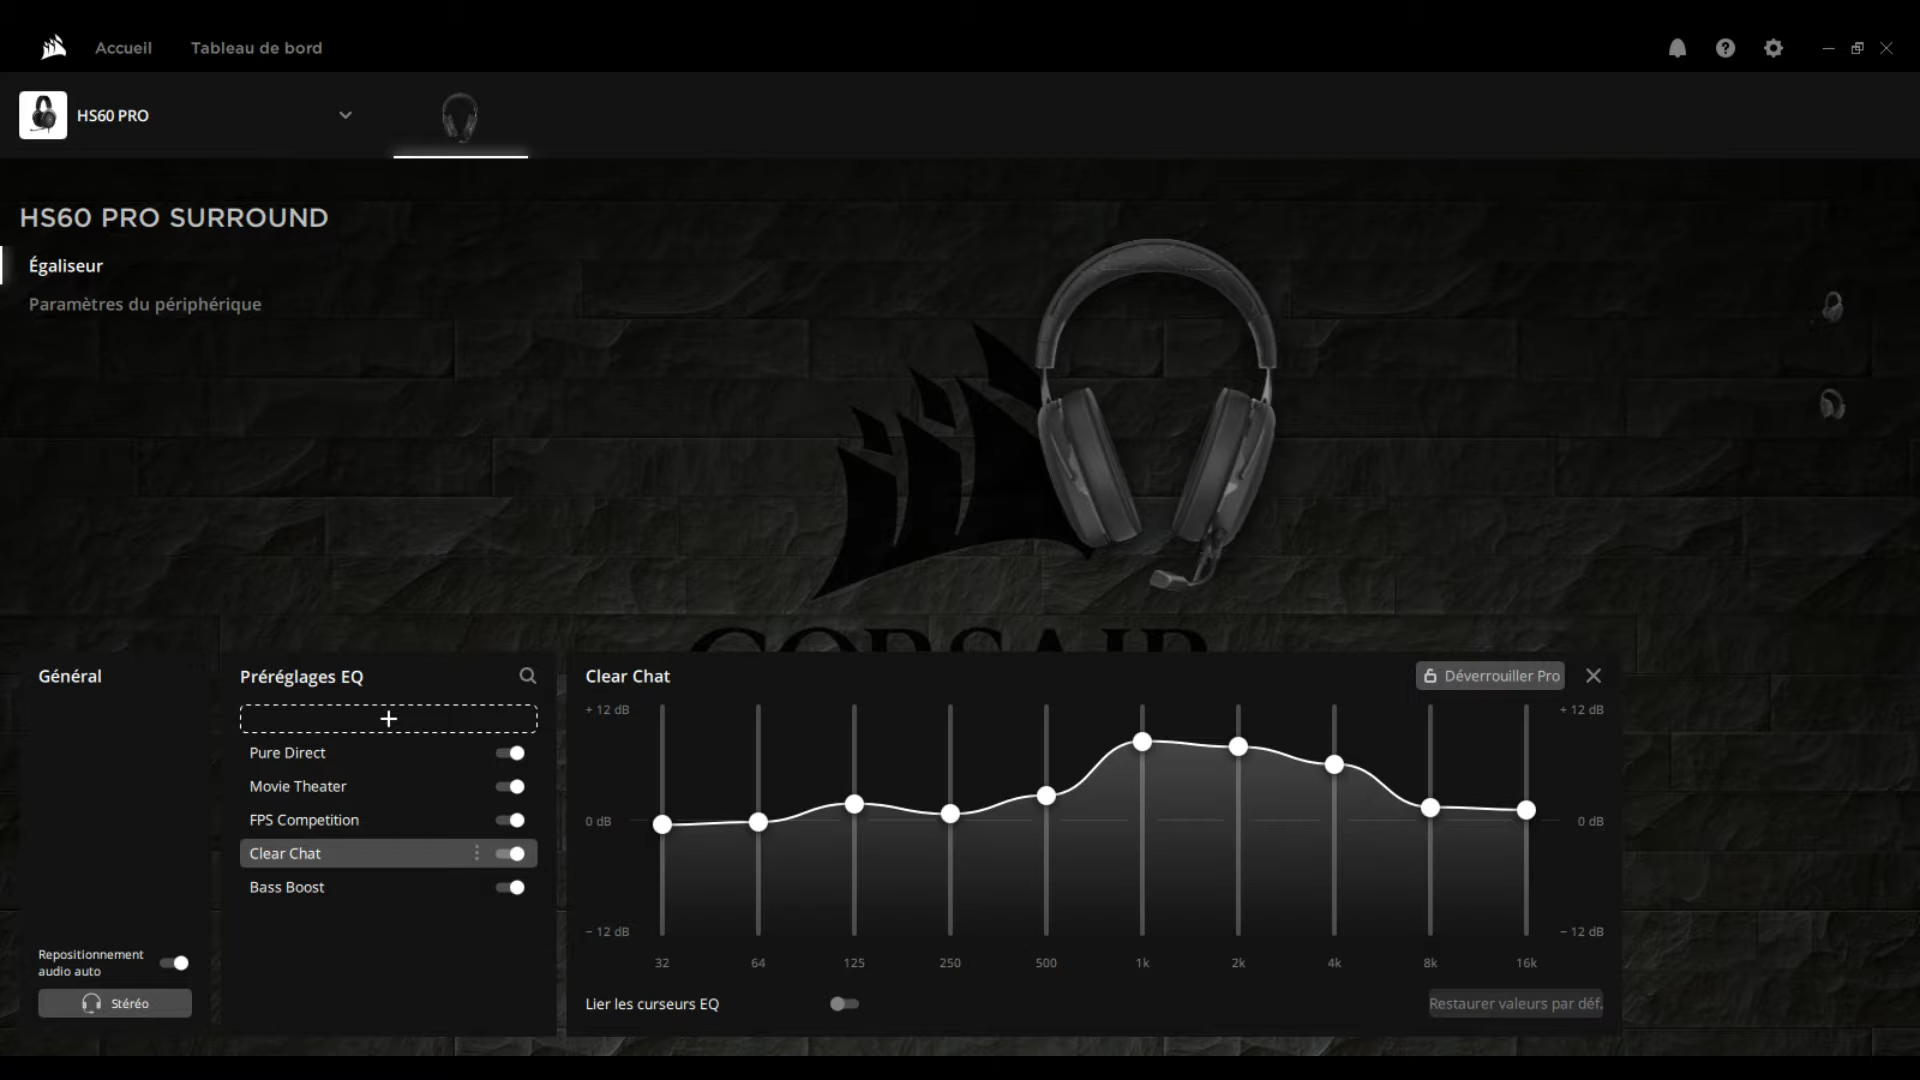 Accueil
Tableau de bord
HS60 PRO
HS60 PRO SURROUND
Égaliseur
Paramètres du périphérique
CORSAIR
Général
Repositionnement
audio auto
Stéréo
Préréglages EQ
+
Pure Direct
Movie Theater
FPS Competition
Clear Chat
Bass Boost
Clear Chat
Déverrouiller Pro
+ 12 dB
+ 12 dB
0 dB
0 dB
− 12 dB
− 12 dB
32 64 125 250 500 1k 2k 4k 8k 16k
Lier les curseurs EQ
Restaurer valeurs par déf.